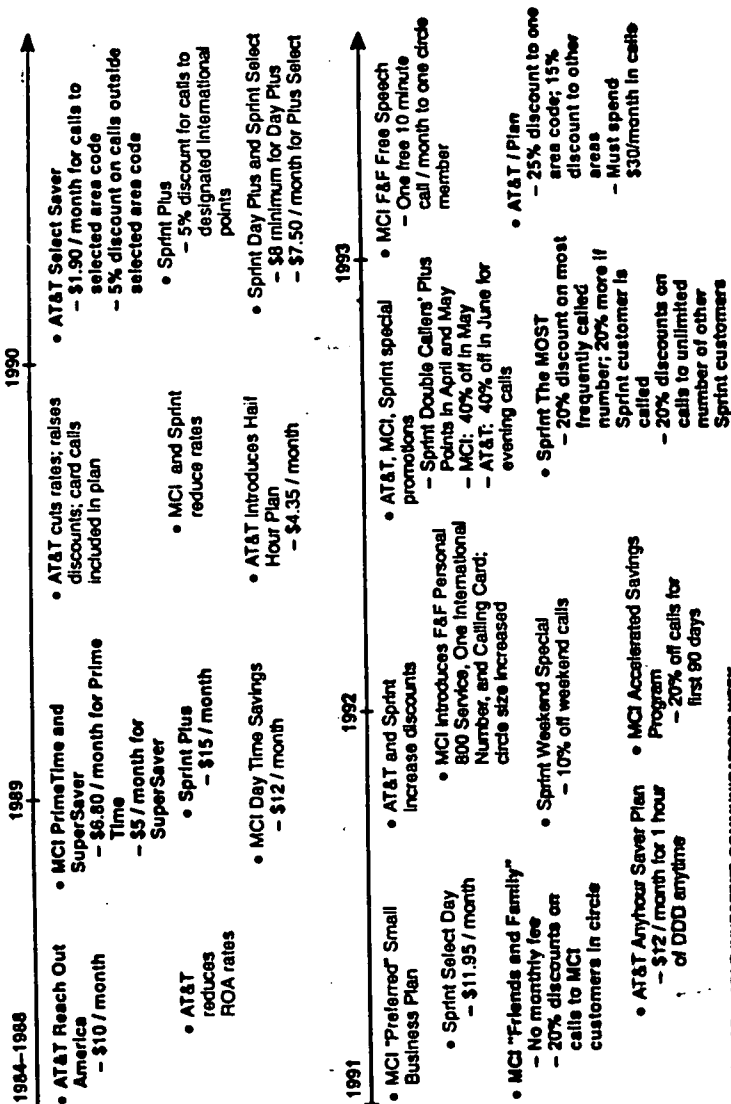 1984–1988
1989
1990
• AT&T Reach Out
America
– $10 / month
• AT&T
reduces
ROA rates
• MCI PrimeTime and
SuperSaver
– $6.80 / month for Prime
Time
– $5 / month for
SuperSaver
• Sprint Plus
– $15 / month
• MCI Day Time Savings
– $12 / month
• AT&T cuts rates; raises
discounts; card calls
included in plan
• MCI and Sprint
reduce rates
• AT&T Introduces Half
Hour Plan
– $4.35 / month
• AT&T Select Saver
– $1.90 / month for calls to
selected area code
– 5% discount on calls outside
selected area code
• Sprint Plus
– 5% discount for calls to
designated International
points
• Sprint Day Plus and Sprint Select
– $8 minimum for Day Plus
– $7.50 / month for Plus Select
1991
1992
1993
• MCI "Preferred" Small
Business Plan
• Sprint Select Day
– $11.95 / month
• MCI "Friends and Family"
– No monthly fee
– 20% discounts on
calls to MCI
customers in circle
• AT&T Anyhour Saver Plan
– $12 / month for 1 hour
of DDD anytime
• AT&T and Sprint
Increase discounts
• MCI Introduces F&F Personal
800 Service, One International
Number, and Calling Card;
circle size increased
• Sprint Weekend Special
– 10% off weekend calls
• MCI Accelerated Savings
Program
– 20% off calls for
first 90 days
• AT&T, MCI, Sprint special
promotions
– Sprint Double Callers' Plus
Points in April and May
– MCI: 40% off in May
– AT&T: 40% off in June for
evening calls
• Sprint The MOST
– 20% discount on most
frequently called
number; 20% more if
Sprint customer is
called
– 20% discounts on
calls to unlimited
number of other
Sprint customers
• MCI F&F Free Speech
– One free 10 minute
call / month to one circle
member
• AT&T i Plan
– 25% discount to one
area code; 15%
discount to other
areas
– Must spend
$30/month in calls